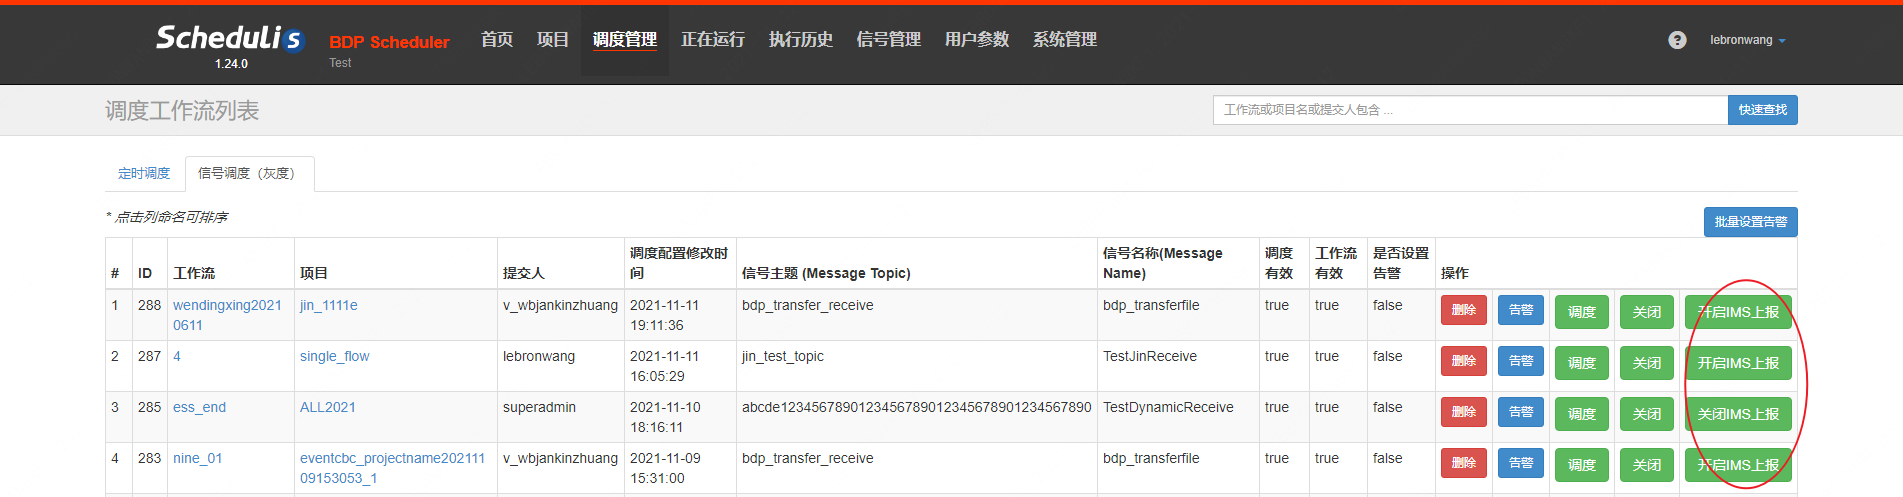 Schedulis
1.24.0
BDP Scheduler
Test
首页 项目 调度管理 正在运行 执行历史 信号管理 用户参数 系统管理
? lebronwang
调度工作流列表
工作流或项目名或提交人包含 ...
快速查找
定时调度 信号调度（灰度）
* 点击列命名可排序
批量设置告警
# ID 工作流 项目 提交人 调度配置修改时间 信号主题 (Message Topic) 信号名称(Message Name) 调度有效 工作流有效 是否设置告警 操作
1 288 wendingxing20210611 jin_1111e v_wbjankinzhuang 2021-11-11 19:11:36 bdp_transfer_receive bdp_transferfile true true false 删除 告警 调度 关闭 开启IMS上报
2 287 4 single_flow lebronwang 2021-11-11 16:05:29 jin_test_topic TestJinReceive true true false 删除 告警 调度 关闭 开启IMS上报
3 285 ess_end ALL2021 superadmin 2021-11-10 18:16:11 abcde1234567890123456789012345678901234567890 TestDynamicReceive true true false 删除 告警 调度 关闭 关闭IMS上报
4 283 nine_01 eventcbc_projectname20211109153053_1 v_wbjankinzhuang 2021-11-09 15:31:00 bdp_transfer_receive bdp_transferfile true true false 删除 告警 调度 关闭 开启IMS上报